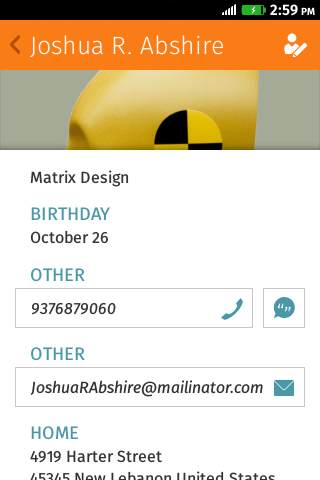 2:59 PM
Joshua R. Abshire
Matrix Design
BIRTHDAY
October 26
OTHER
9376879060
OTHER
JoshuaRAbshire@mailinator.com
HOME
4919 Harter Street
45345 New Lebanon United States